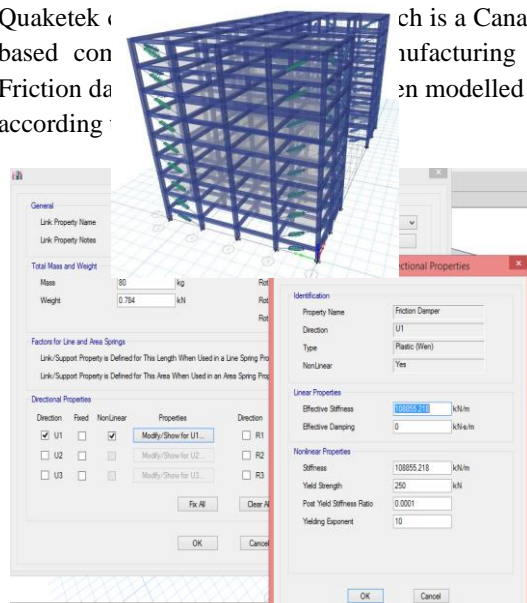 Quaketek
ch is a Cana
based con
nufacturing
Friction da
en modelled
according
General
Link Property Name
Link Property Notes
Total Mass and Weight
Mass 80 kg Rot
Weight 0.784 kN Rot
Rot
Factors for Line and Area Springs
Link/Support Property is Defined for This Length When Used in a Line Spring Pro
Link/Support Property is Defined for This Area When Used in an Area Spring Prop
Directional Properties
Direction Fixed NonLinear Properties Direction
U1 Modify/Show for U1... R1
U2 Modify/Show for U2... R2
U3 Modify/Show for U3... R3
Fix All Clear Al
OK Cancel
ectional Properties
Identification
Property Name Friction Damper
Direction U1
Type Plastic (Wen)
NonLinear Yes
Linear Properties
Effective Stiffness 108855.218 kN/m
Effective Damping 0 kN-s/m
Nonlinear Properties
Stiffness 108855.218 kN/m
Yield Strength 250 kN
Post Yield Stiffness Ratio 0.0001
Yielding Exponent 10
OK Cancel